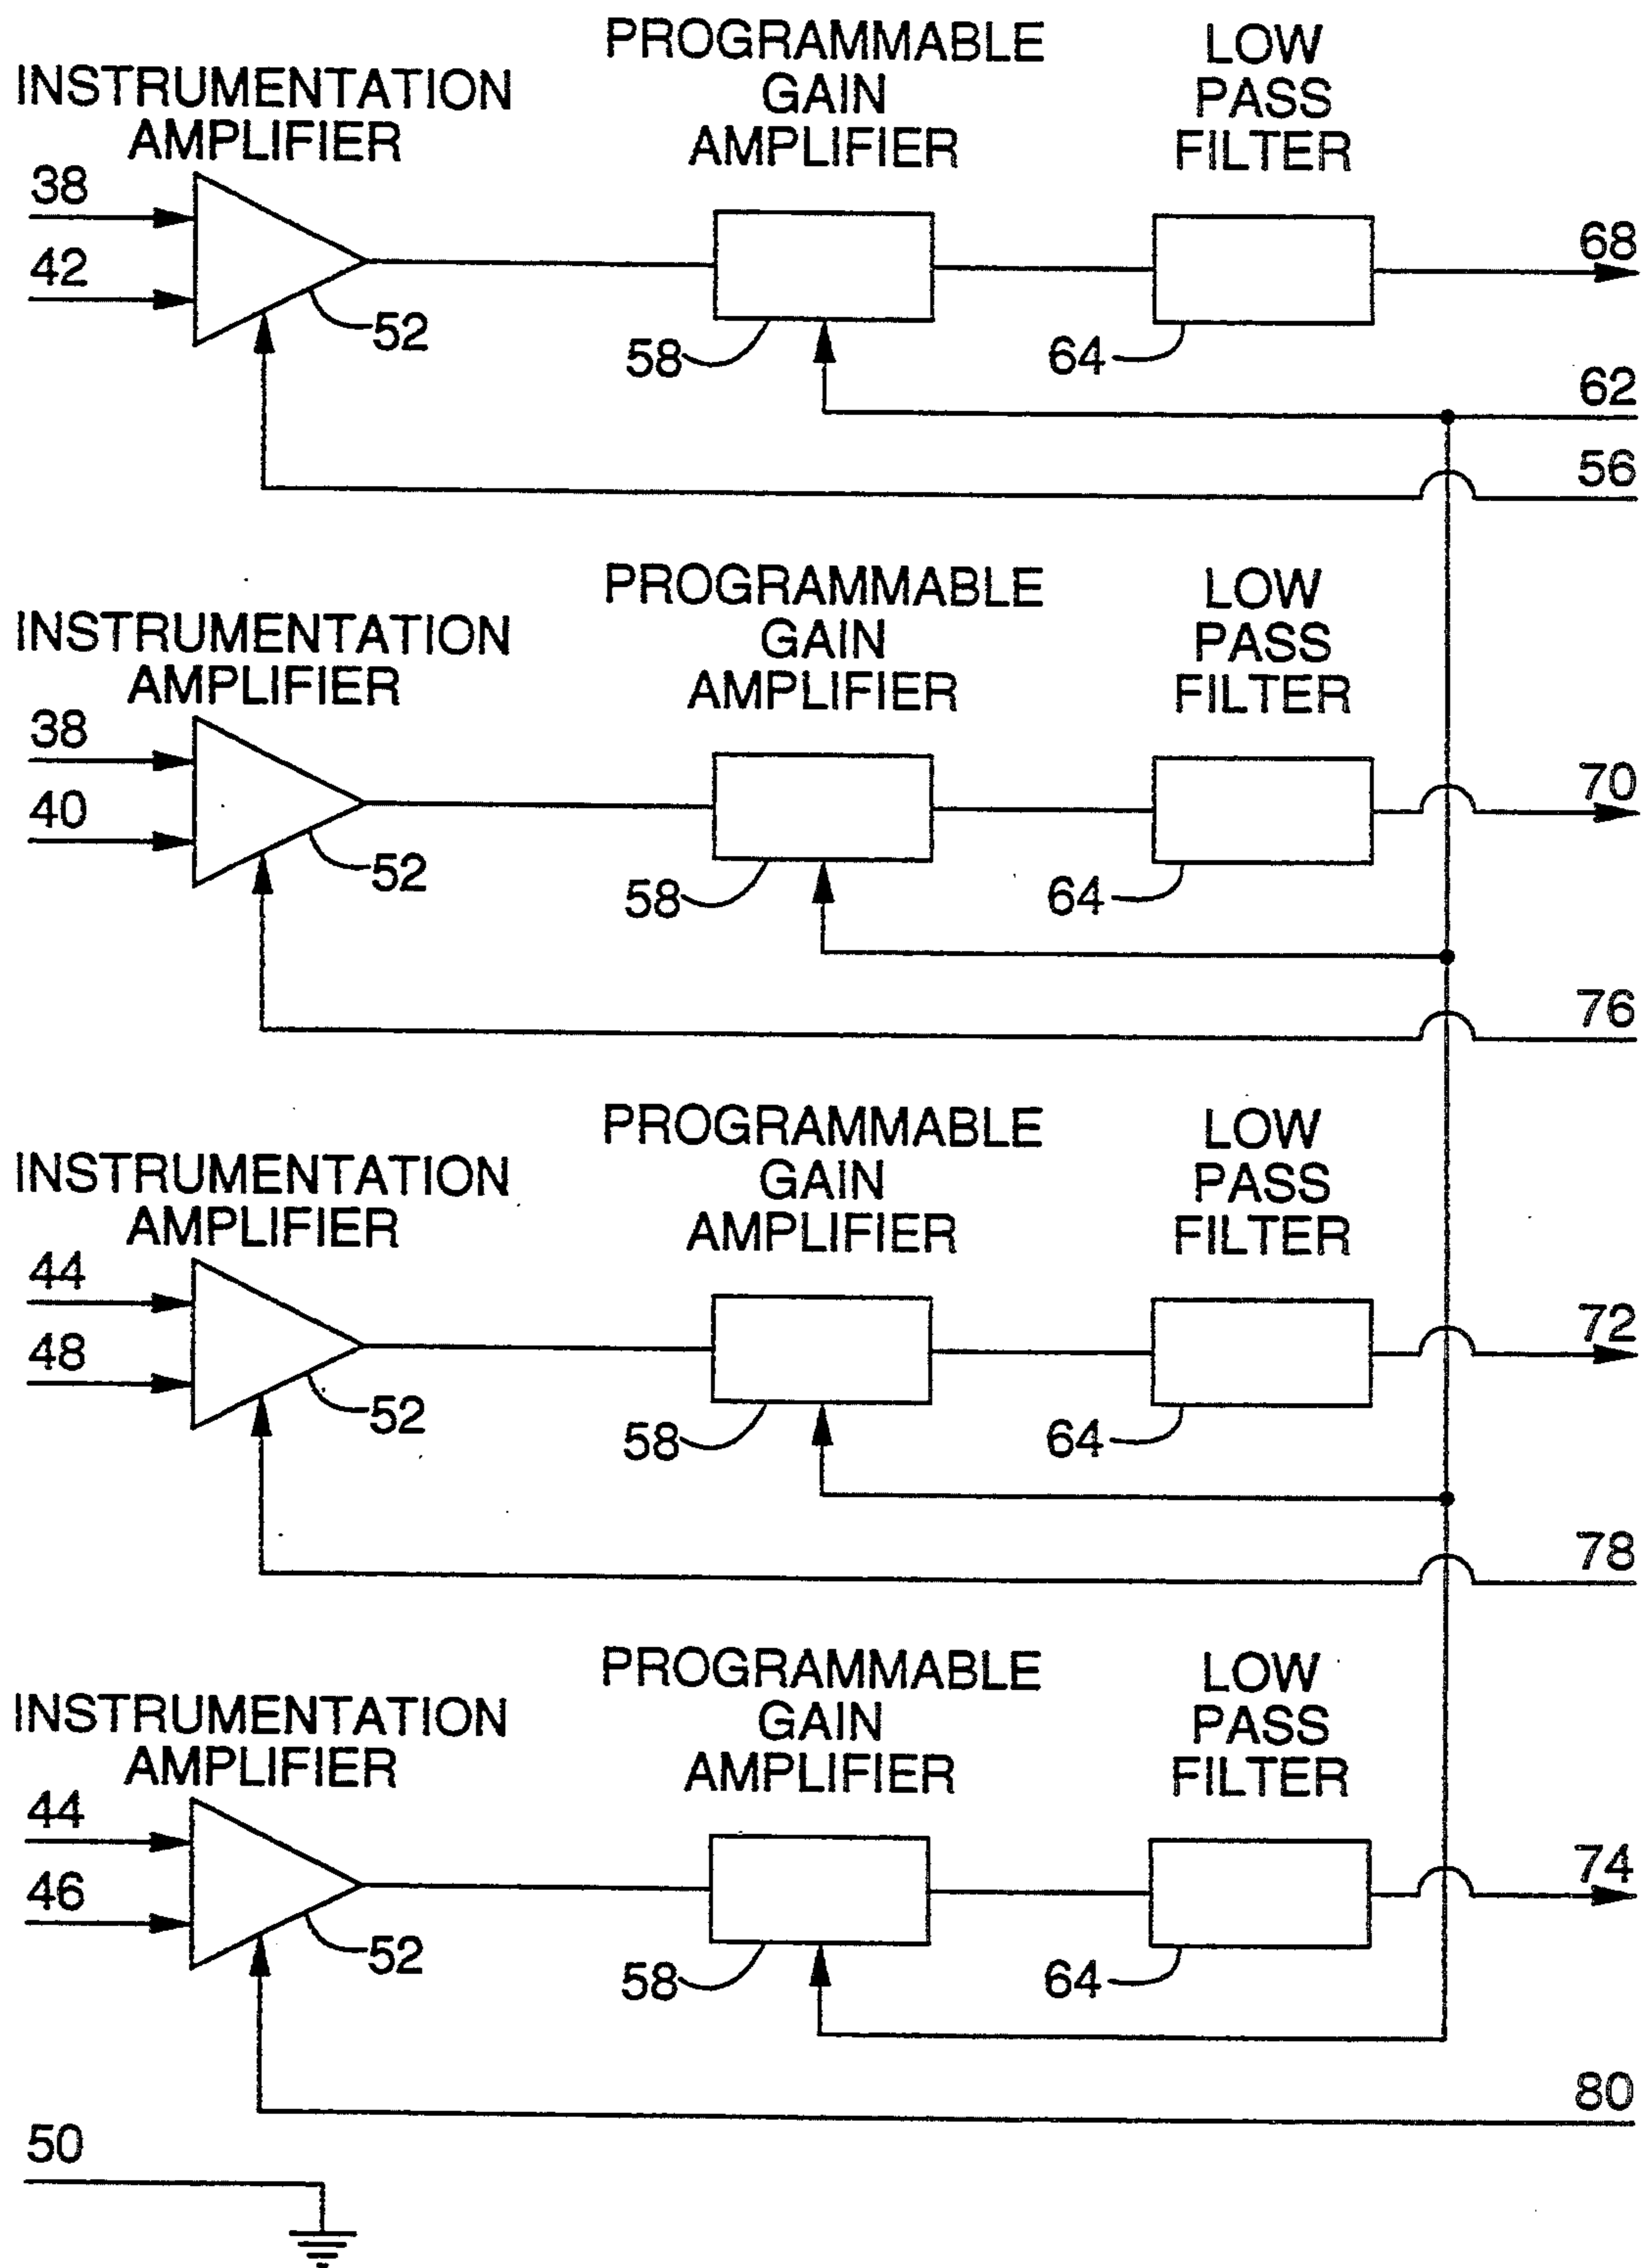 PROGRAMMABLE
GAIN
AMPLIFIER
LOW
PASS
FILTER
INSTRUMENTATION
AMPLIFIER
38
42
52
58
64
68
62
56
PROGRAMMABLE
GAIN
AMPLIFIER
LOW
PASS
FILTER
INSTRUMENTATION
AMPLIFIER
38
40
52
58
64
70
76
PROGRAMMABLE
GAIN
AMPLIFIER
LOW
PASS
FILTER
INSTRUMENTATION
AMPLIFIER
44
48
52
58
64
72
78
PROGRAMMABLE
GAIN
AMPLIFIER
LOW
PASS
FILTER
INSTRUMENTATION
AMPLIFIER
44
46
52
58
64
74
80
50